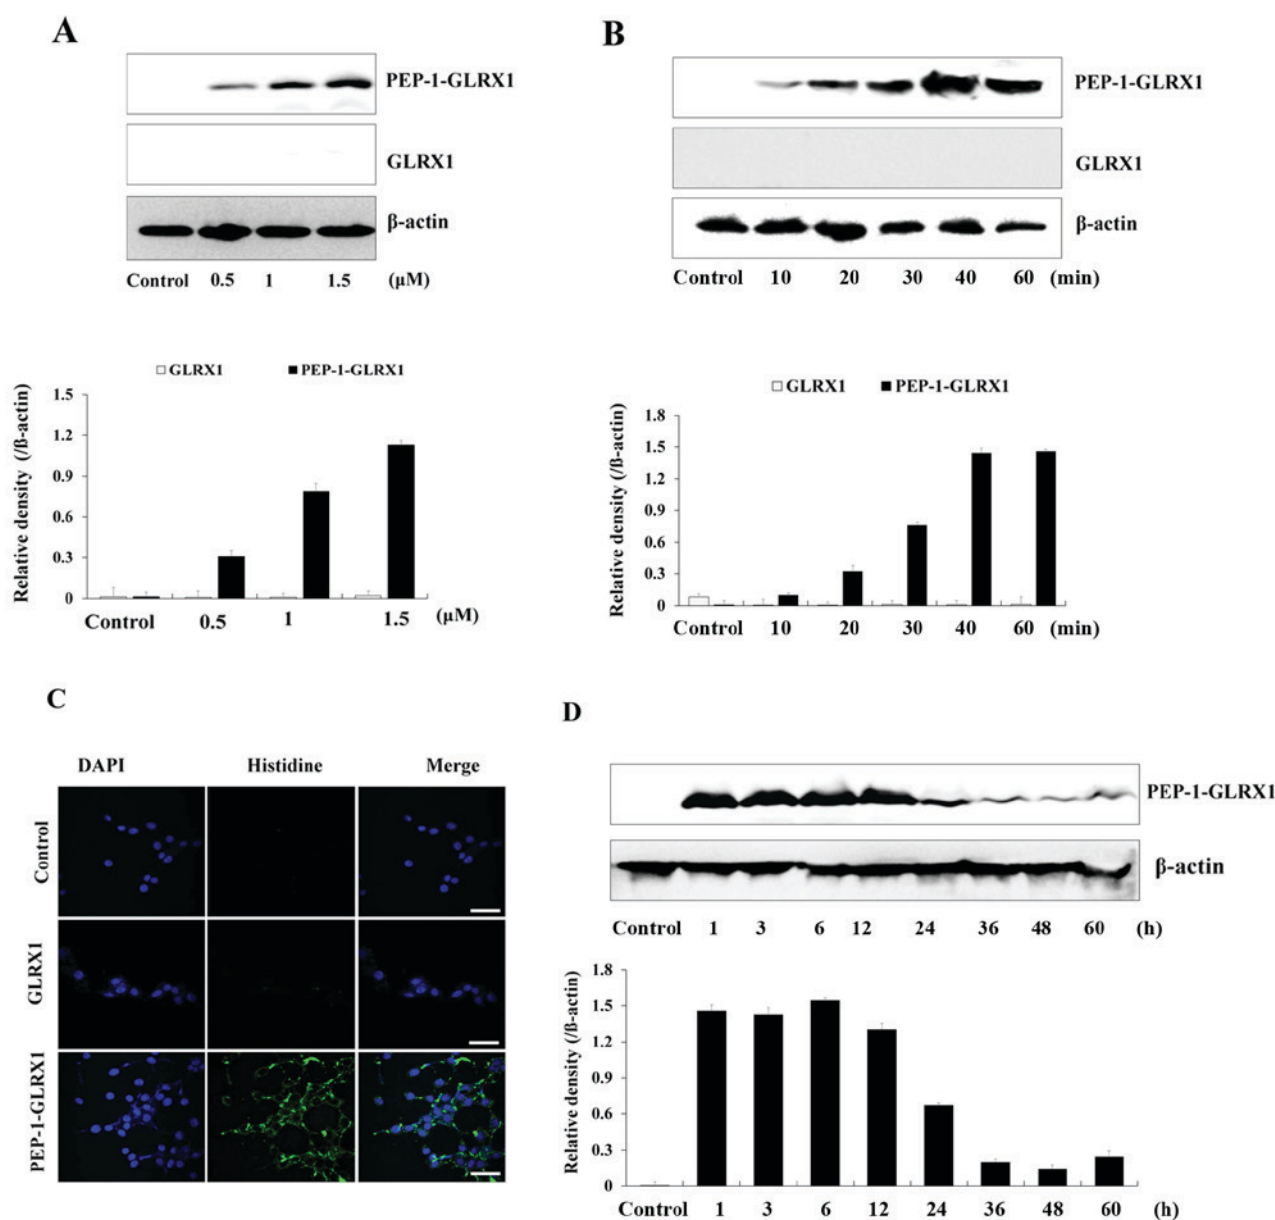 A
PEP-1-GLRX1
GLRX1
β-actin
Control 0.5 1 1.5 (μM)
GLRX1 PEP-1-GLRX1
Relative density (/ß-actin)
1.5
1.2
0.9
0.6
0.3
0
Control 0.5 1 1.5 (μM)
B
PEP-1-GLRX1
GLRX1
β-actin
Control 10 20 30 40 60 (min)
GLRX1 PEP-1-GLRX1
Relative density (/ß-actin)
1.8
1.5
1.2
0.9
0.6
0.3
0
Control 10 20 30 40 60 (min)
C
DAPI Histidine Merge
Control
GLRX1
PEP-1-GLRX1
D
PEP-1-GLRX1
β-actin
Control 1 3 6 12 24 36 48 60 (h)
Relative density (/ß-actin)
1.8
1.5
1.2
0.9
0.6
0.3
0
Control 1 3 6 12 24 36 48 60 (h)